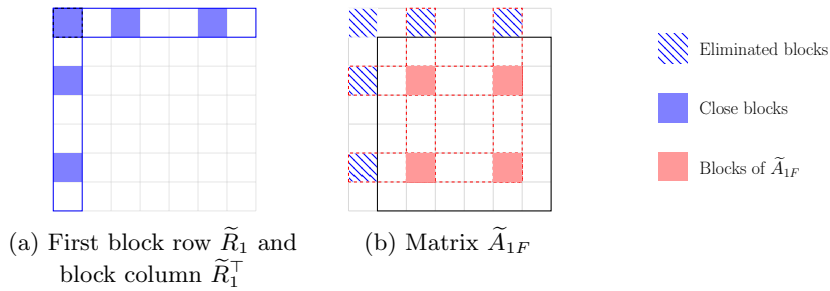 Eliminated blocks
Close blocks
Blocks of $\widetilde{A}_{1F}$
(a) First block row $\widetilde{R}_1$ and
block column $\widetilde{R}_1^\top$
(b) Matrix $\widetilde{A}_{1F}$